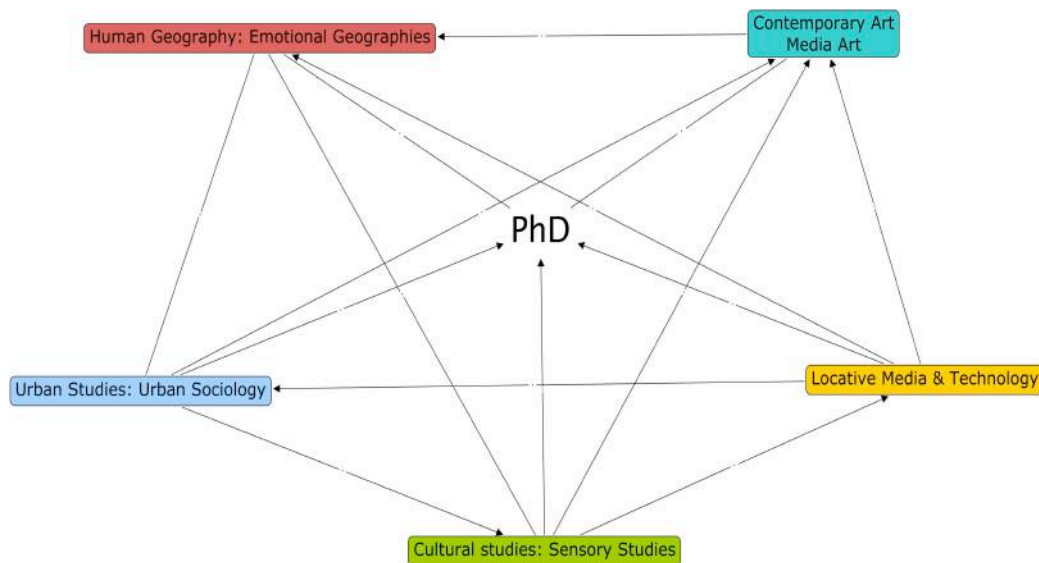 Human Geography: Emotional Geographies
Contemporary Art
Media Art
PhD
Urban Studies: Urban Sociology
Locative Media & Technology
Cultural studies: Sensory Studies